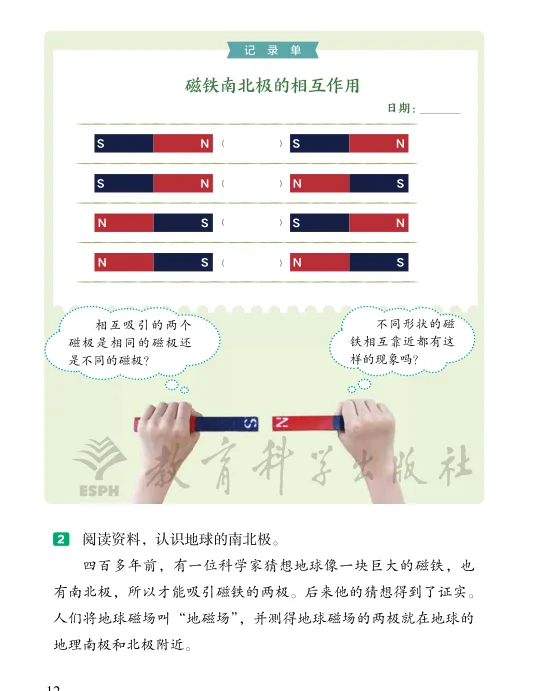 记录单
磁铁南北极的相互作用
日期：______
S N （ ） S N
S N （ ） N S
N S （ ） S N
N S （ ） N S
相互吸引的两个
磁极是相同的磁极还
是不同的磁极？
不同形状的磁
铁相互靠近都有这
样的现象吗？
S N
ESPH 教育科学出版社
2 阅读资料，认识地球的南北极。
四百多年前，有一位科学家猜想地球像一块巨大的磁铁，也
有南北极，所以才能吸引磁铁的两极。后来他的猜想得到了证实。
人们将地球磁场叫“地磁场”，并测得地球磁场的两极就在地球的
地理南极和北极附近。
12